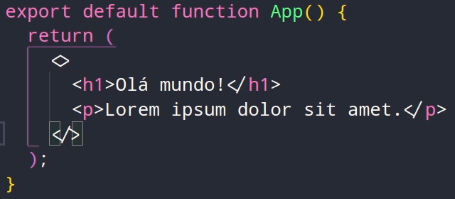 export default function App() {
  return (
    <>
      <h1>Olá mundo!</h1>
      <p>Lorem ipsum dolor sit amet.</p>
    </>
  );
}